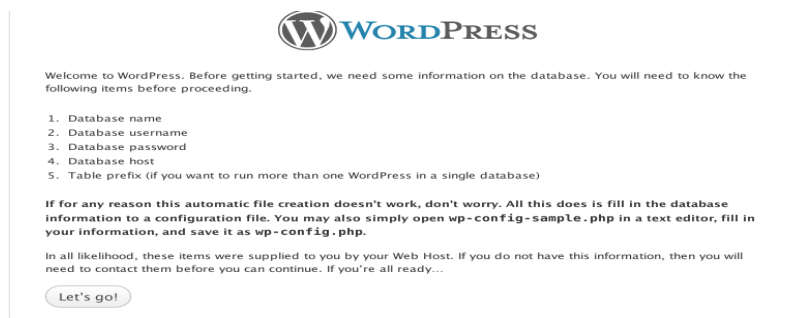 WORDPRESS
Welcome to WordPress. Before getting started, we need some information on the database. You will need to know the
following items before proceeding.
1. Database name
2. Database username
3. Database password
4. Database host
5. Table prefix (if you want to run more than one WordPress in a single database)
If for any reason this automatic file creation doesn't work, don't worry. All this does is fill in the database
information to a configuration file. You may also simply open wp-config-sample.php in a text editor, fill in
your information, and save it as wp-config.php.
In all likelihood, these items were supplied to you by your Web Host. If you do not have this information, then you will
need to contact them before you can continue. If you're all ready...
Let's go!